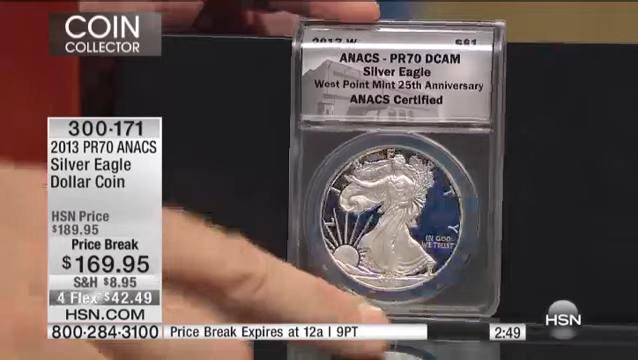 COIN
COLLECTOR
2013-W $1
ANACS - PR70 DCAM
Silver Eagle
West Point Mint 25th Anniversary
ANACS Certified
LIBERTY
IN GOD
WE TRUST
300-171
2013 PR70 ANACS
Silver Eagle
Dollar Coin
HSN Price
$189.95
Price Break
$169.95
S&H $8.95
4 Flex $42.49
HSN.COM
800-284-3100 Price Break Expires at 12a | 9PT 2:49
HSN